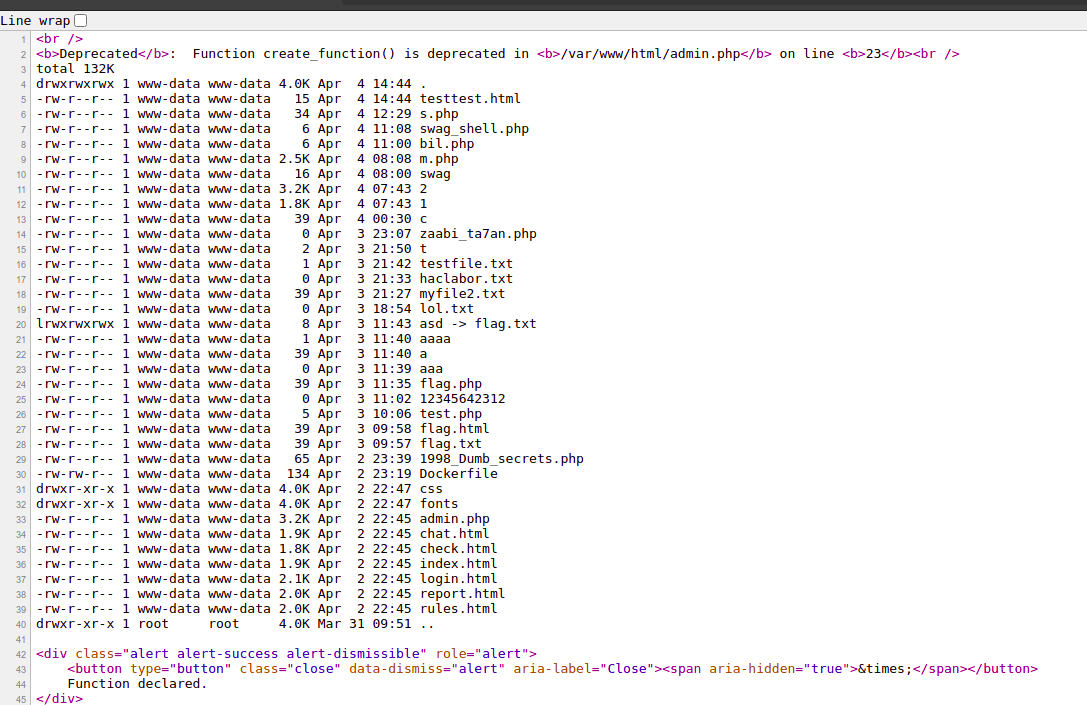 Line wrap
1 <br />
2 <b>Deprecated</b>:  Function create_function() is deprecated in <b>/var/www/html/admin.php</b> on line <b>23</b><br />
3 total 132K
4 drwxrwxrwx 1 www-data www-data 4.0K Apr  4 14:44 .
5 -rw-r--r-- 1 www-data www-data   15 Apr  4 14:44 testtest.html
6 -rw-r--r-- 1 www-data www-data   34 Apr  4 12:29 s.php
7 -rw-r--r-- 1 www-data www-data    6 Apr  4 11:08 swag_shell.php
8 -rw-r--r-- 1 www-data www-data    6 Apr  4 11:00 bil.php
9 -rw-r--r-- 1 www-data www-data 2.5K Apr  4 08:08 m.php
10 -rw-r--r-- 1 www-data www-data   16 Apr  4 08:00 swag
11 -rw-r--r-- 1 www-data www-data 3.2K Apr  4 07:43 2
12 -rw-r--r-- 1 www-data www-data 1.8K Apr  4 07:43 1
13 -rw-r--r-- 1 www-data www-data   39 Apr  4 00:30 c
14 -rw-r--r-- 1 www-data www-data    0 Apr  3 23:07 zaabi_ta7an.php
15 -rw-r--r-- 1 www-data www-data    2 Apr  3 21:50 t
16 -rw-r--r-- 1 www-data www-data    1 Apr  3 21:42 testfile.txt
17 -rw-r--r-- 1 www-data www-data    0 Apr  3 21:33 haclabor.txt
18 -rw-r--r-- 1 www-data www-data   39 Apr  3 21:27 myfile2.txt
19 -rw-r--r-- 1 www-data www-data    0 Apr  3 18:54 lol.txt
20 lrwxrwxrwx 1 www-data www-data    8 Apr  3 11:43 asd -> flag.txt
21 -rw-r--r-- 1 www-data www-data    1 Apr  3 11:40 aaaa
22 -rw-r--r-- 1 www-data www-data   39 Apr  3 11:40 a
23 -rw-r--r-- 1 www-data www-data    0 Apr  3 11:39 aaa
24 -rw-r--r-- 1 www-data www-data   39 Apr  3 11:35 flag.php
25 -rw-r--r-- 1 www-data www-data    0 Apr  3 11:02 12345642312
26 -rw-r--r-- 1 www-data www-data    5 Apr  3 10:06 test.php
27 -rw-r--r-- 1 www-data www-data   39 Apr  3 09:58 flag.html
28 -rw-r--r-- 1 www-data www-data   39 Apr  3 09:57 flag.txt
29 -rw-r--r-- 1 www-data www-data   65 Apr  2 23:39 1998_Dumb_secrets.php
30 -rw-rw-r-- 1 www-data www-data  134 Apr  2 23:19 Dockerfile
31 drwxr-xr-x 1 www-data www-data 4.0K Apr  2 22:47 css
32 drwxr-xr-x 1 www-data www-data 4.0K Apr  2 22:47 fonts
33 -rw-r--r-- 1 www-data www-data 3.2K Apr  2 22:45 admin.php
34 -rw-r--r-- 1 www-data www-data 1.9K Apr  2 22:45 chat.html
35 -rw-r--r-- 1 www-data www-data 1.8K Apr  2 22:45 check.html
36 -rw-r--r-- 1 www-data www-data 1.9K Apr  2 22:45 index.html
37 -rw-r--r-- 1 www-data www-data 2.1K Apr  2 22:45 login.html
38 -rw-r--r-- 1 www-data www-data 2.0K Apr  2 22:45 report.html
39 -rw-r--r-- 1 www-data www-data 2.0K Apr  2 22:45 rules.html
40 drwxr-xr-x 1 root     root     4.0K Mar 31 09:51 ..
41
42 <div class="alert alert-success alert-dismissible" role="alert">
43     <button type="button" class="close" data-dismiss="alert" aria-label="Close"><span aria-hidden="true">&times;</span></button>
44     Function declared.
45 </div>